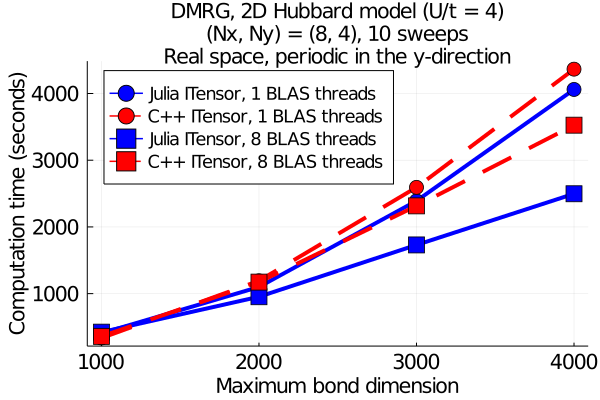 DMRG, 2D Hubbard model (U/t = 4)
(Nx, Ny) = (8, 4), 10 sweeps
Real space, periodic in the y-direction
Julia ITensor, 1 BLAS threads
C++ ITensor, 1 BLAS threads
Julia ITensor, 8 BLAS threads
C++ ITensor, 8 BLAS threads
Computation time (seconds)
4000
3000
2000
1000
1000 2000 3000 4000
Maximum bond dimension